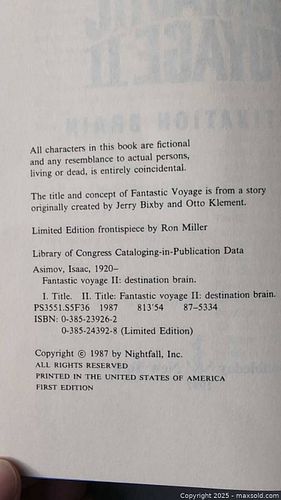 All characters in this book are fictional
and any resemblance to actual persons,
living or dead, is entirely coincidental.
The title and concept of Fantastic Voyage is from a story
originally created by Jerry Bixby and Otto Klement.
Limited Edition frontispiece by Ron Miller
Library of Congress Cataloging-in-Publication Data
Asimov, Isaac, 1920–
Fantastic voyage II: destination brain.
I. Title. II. Title: Fantastic voyage II: destination brain.
PS3551.S5F36 1987 813'54 87–5334
ISBN: 0-385-23926-2
0-385-24392-8 (Limited Edition)
Copyright © 1987 by Nightfall, Inc.
ALL RIGHTS RESERVED
PRINTED IN THE UNITED STATES OF AMERICA
FIRST EDITION
Copyright © 2025 - maxsold.com